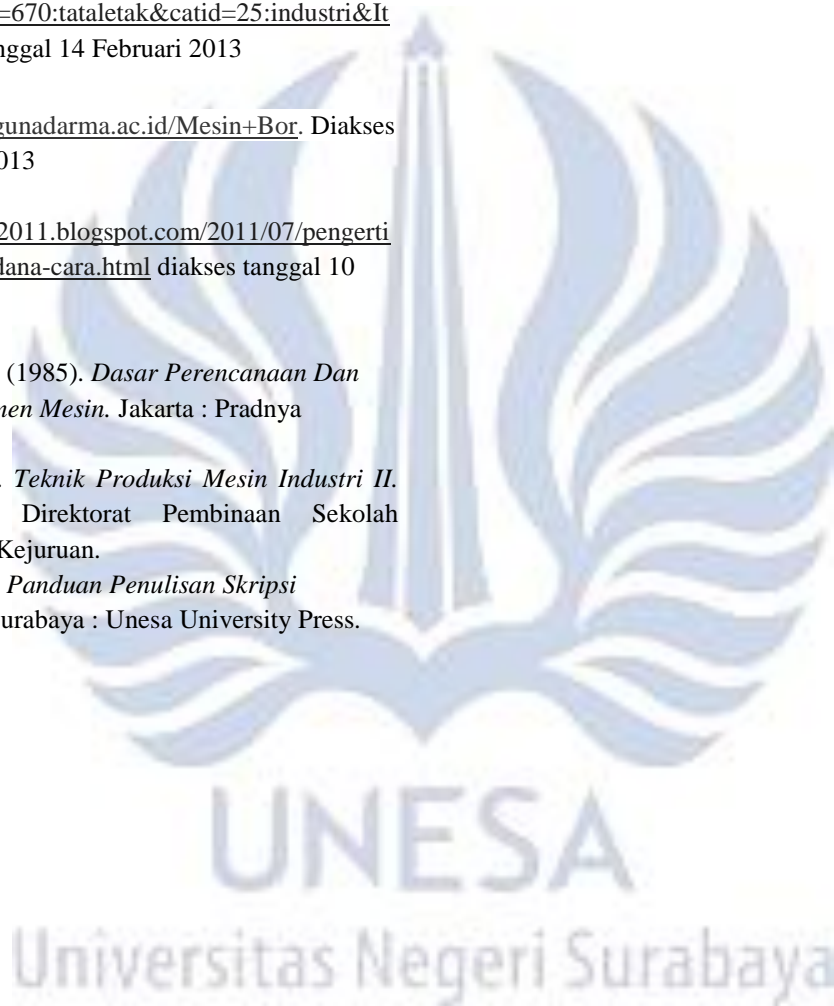 =670:tataletak&catid=25:industri&It
nggal 14 Februari 2013
gunadarma.ac.id/Mesin+Bor. Diakses
013
2011.blogspot.com/2011/07/pengerti
dana-cara.html diakses tanggal 10
(1985). Dasar Perencanaan Dan
men Mesin. Jakarta : Pradnya
. Teknik Produksi Mesin Industri II.
Direktorat Pembinaan Sekolah
Kejuruan.
Panduan Penulisan Skripsi
Surabaya : Unesa University Press.
UNESA
Universitas Negeri Surabaya